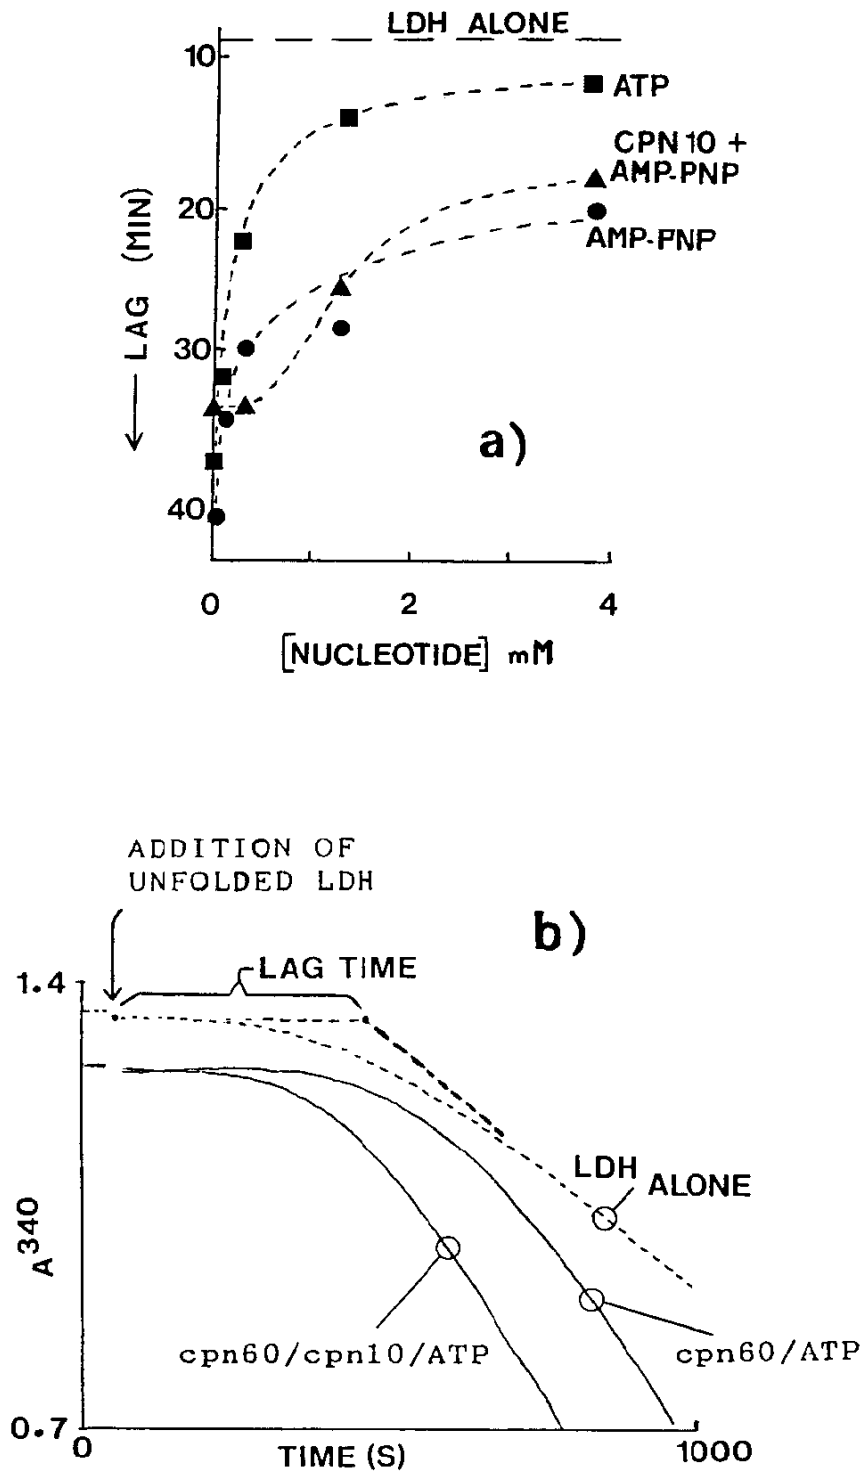 LDH ALONE
10
ATP
CPN 10 +
AMP-PNP
20
AMP-PNP
LAG (MIN)
30
a)
40
0 2 4
[NUCLEOTIDE] mM
ADDITION OF
UNFOLDED LDH
b)
LAG TIME
1.4
LDH
ALONE
A340
cpn60/cpn10/ATP
cpn60/ATP
0.7
0 1000
TIME (S)